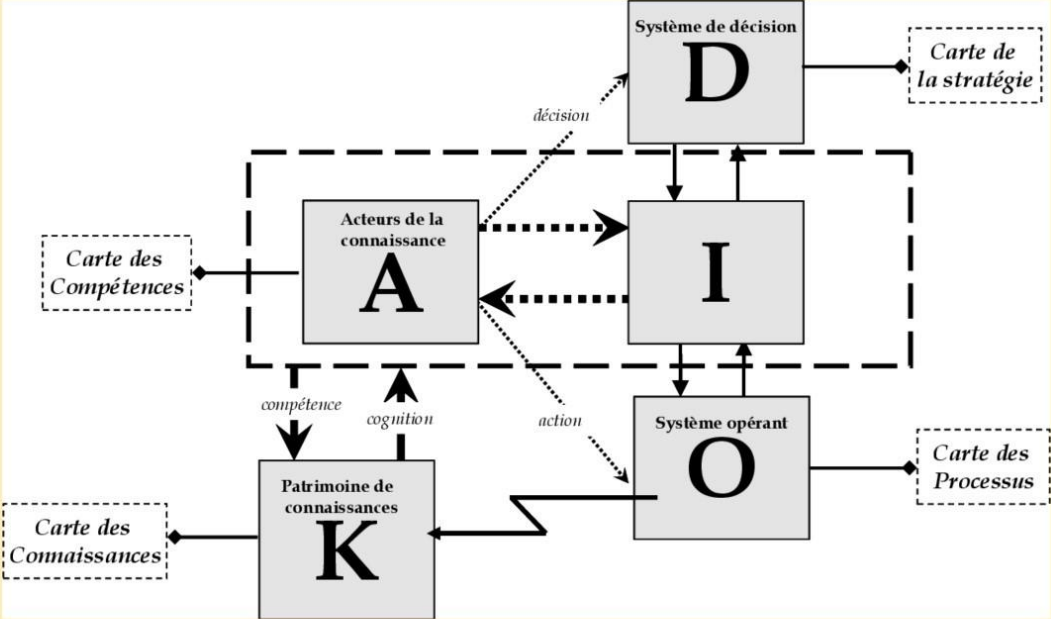 Système de décision
D
Carte de
la stratégie
décision
Acteurs de la
connaissance
A
I
Carte des
Compétences
compétence
cognition
action
Système opérant
O
Carte des
Processus
Patrimoine de
connaissances
K
Carte des
Connaissances